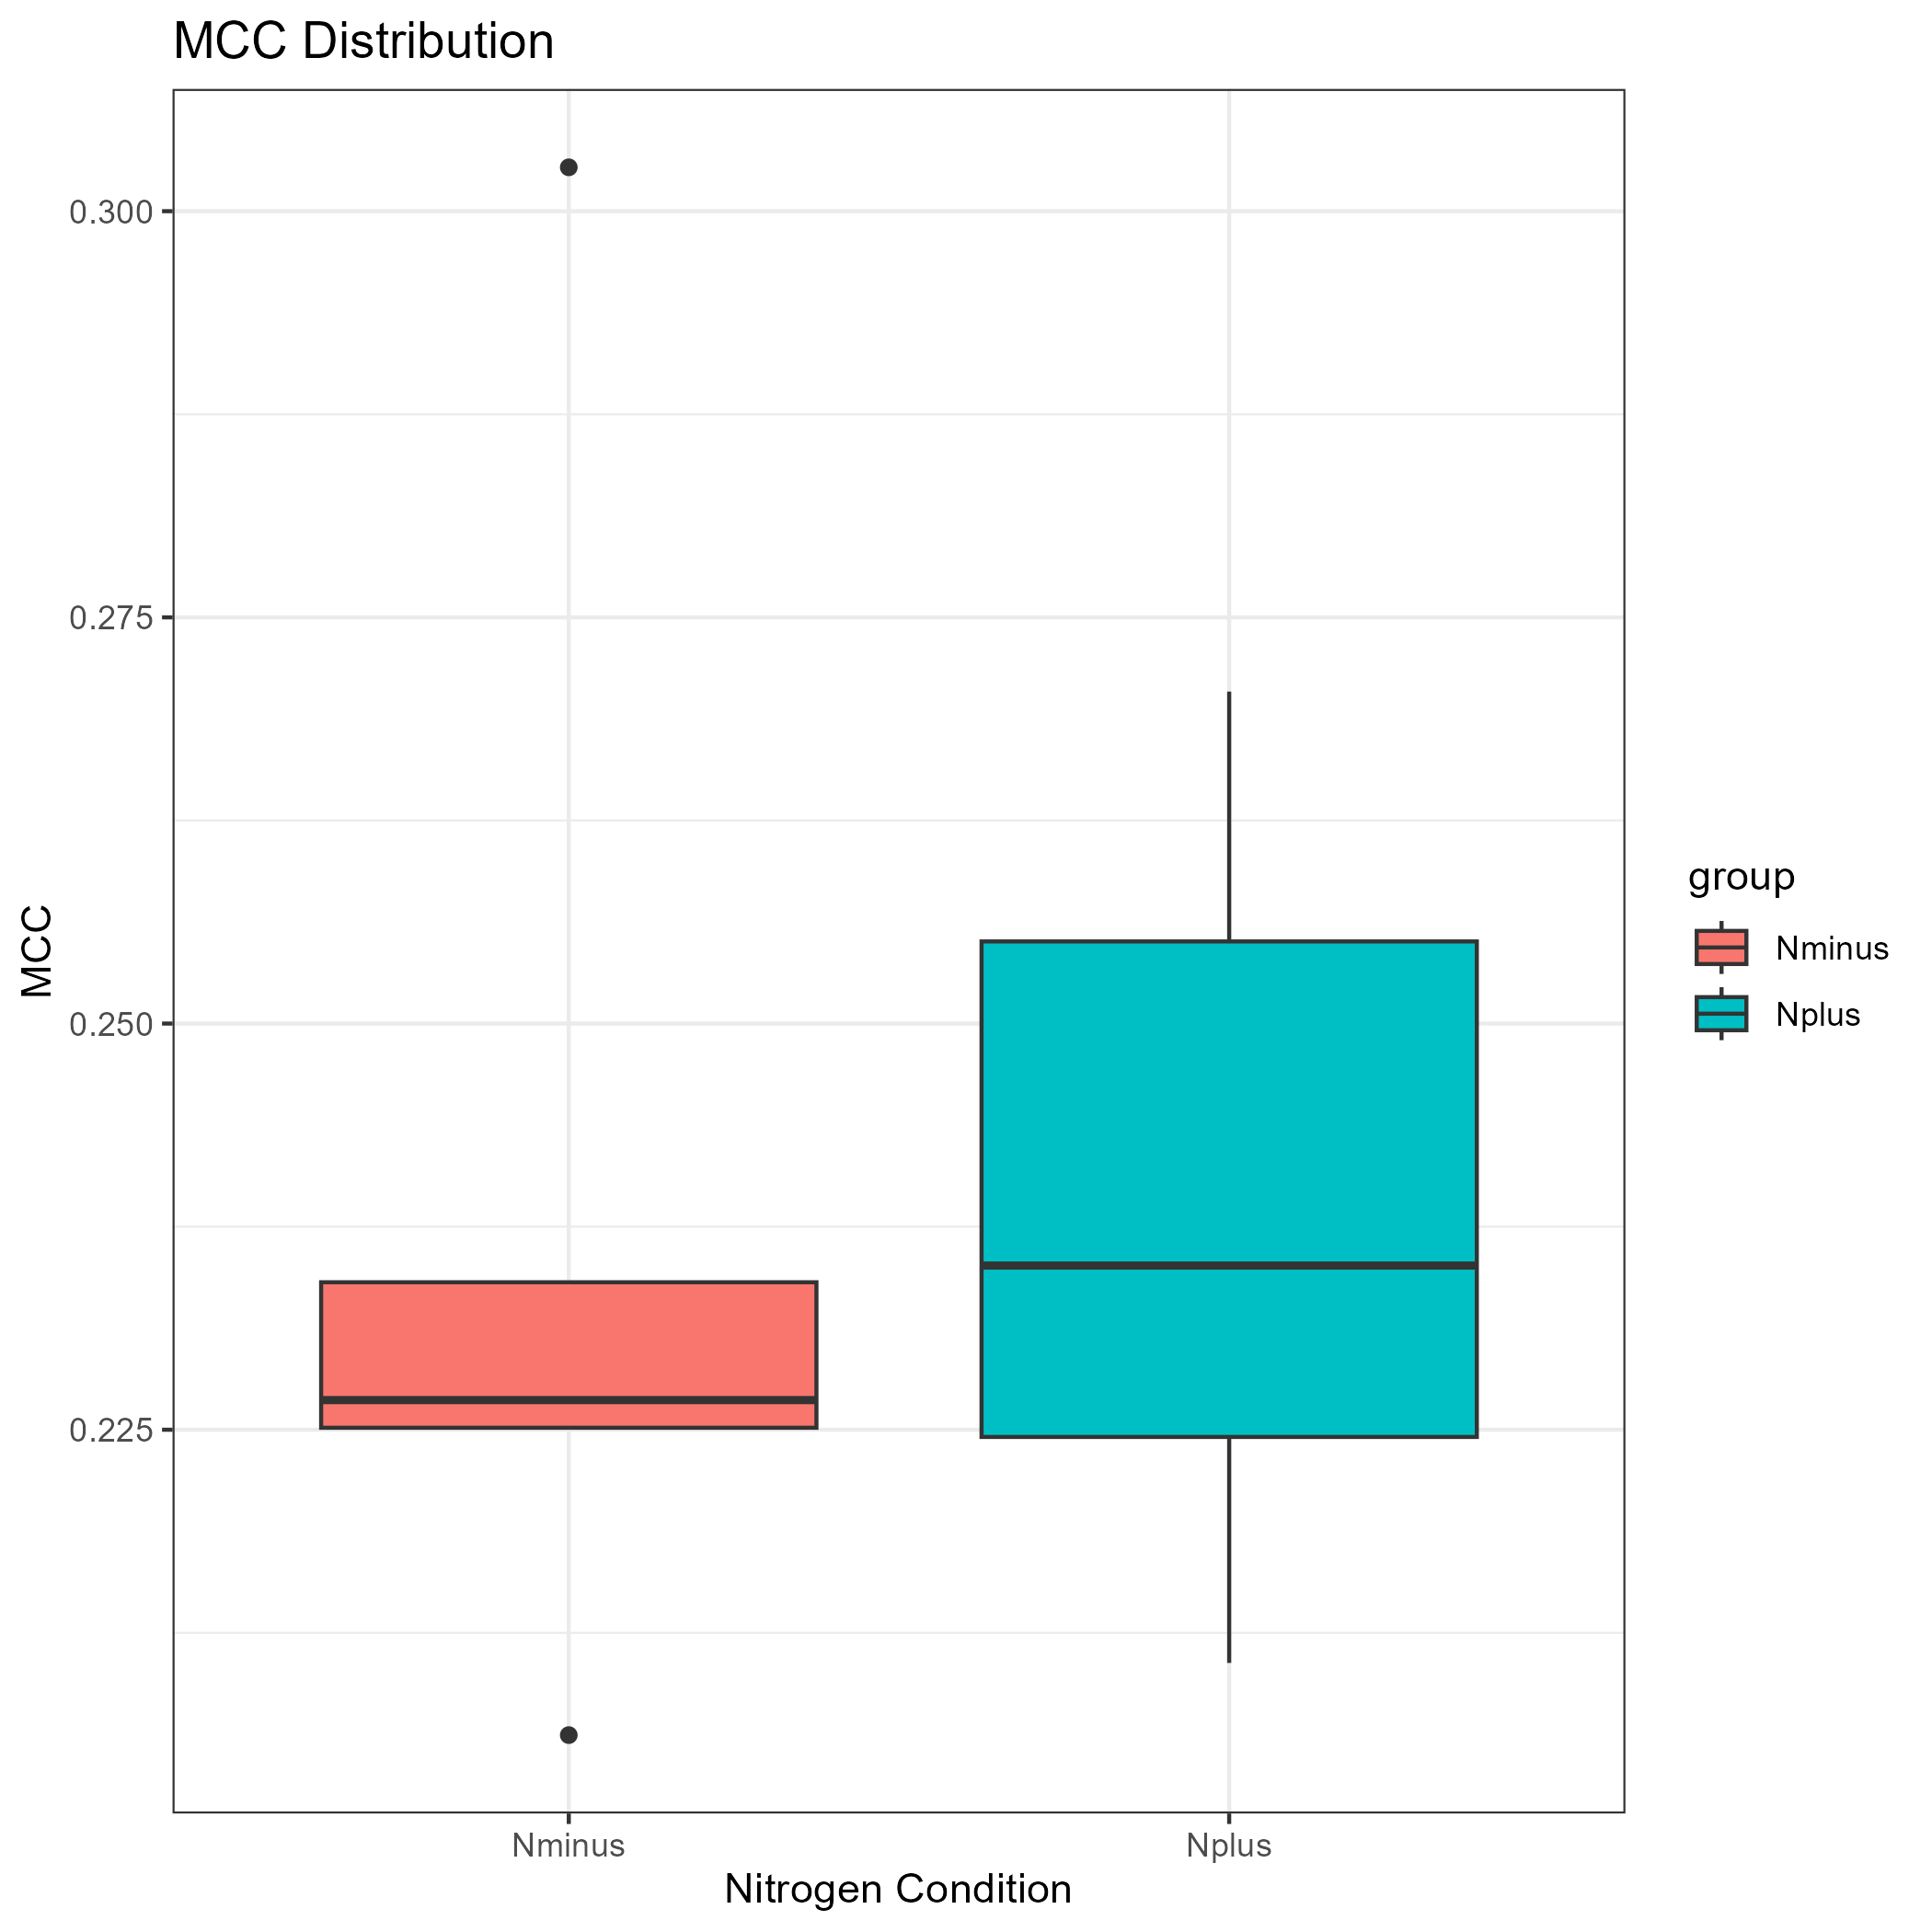 MCC Distribution
MCC
0.300
0.275
0.250
0.225
Nminus
Nplus
Nitrogen Condition
group
Nminus
Nplus